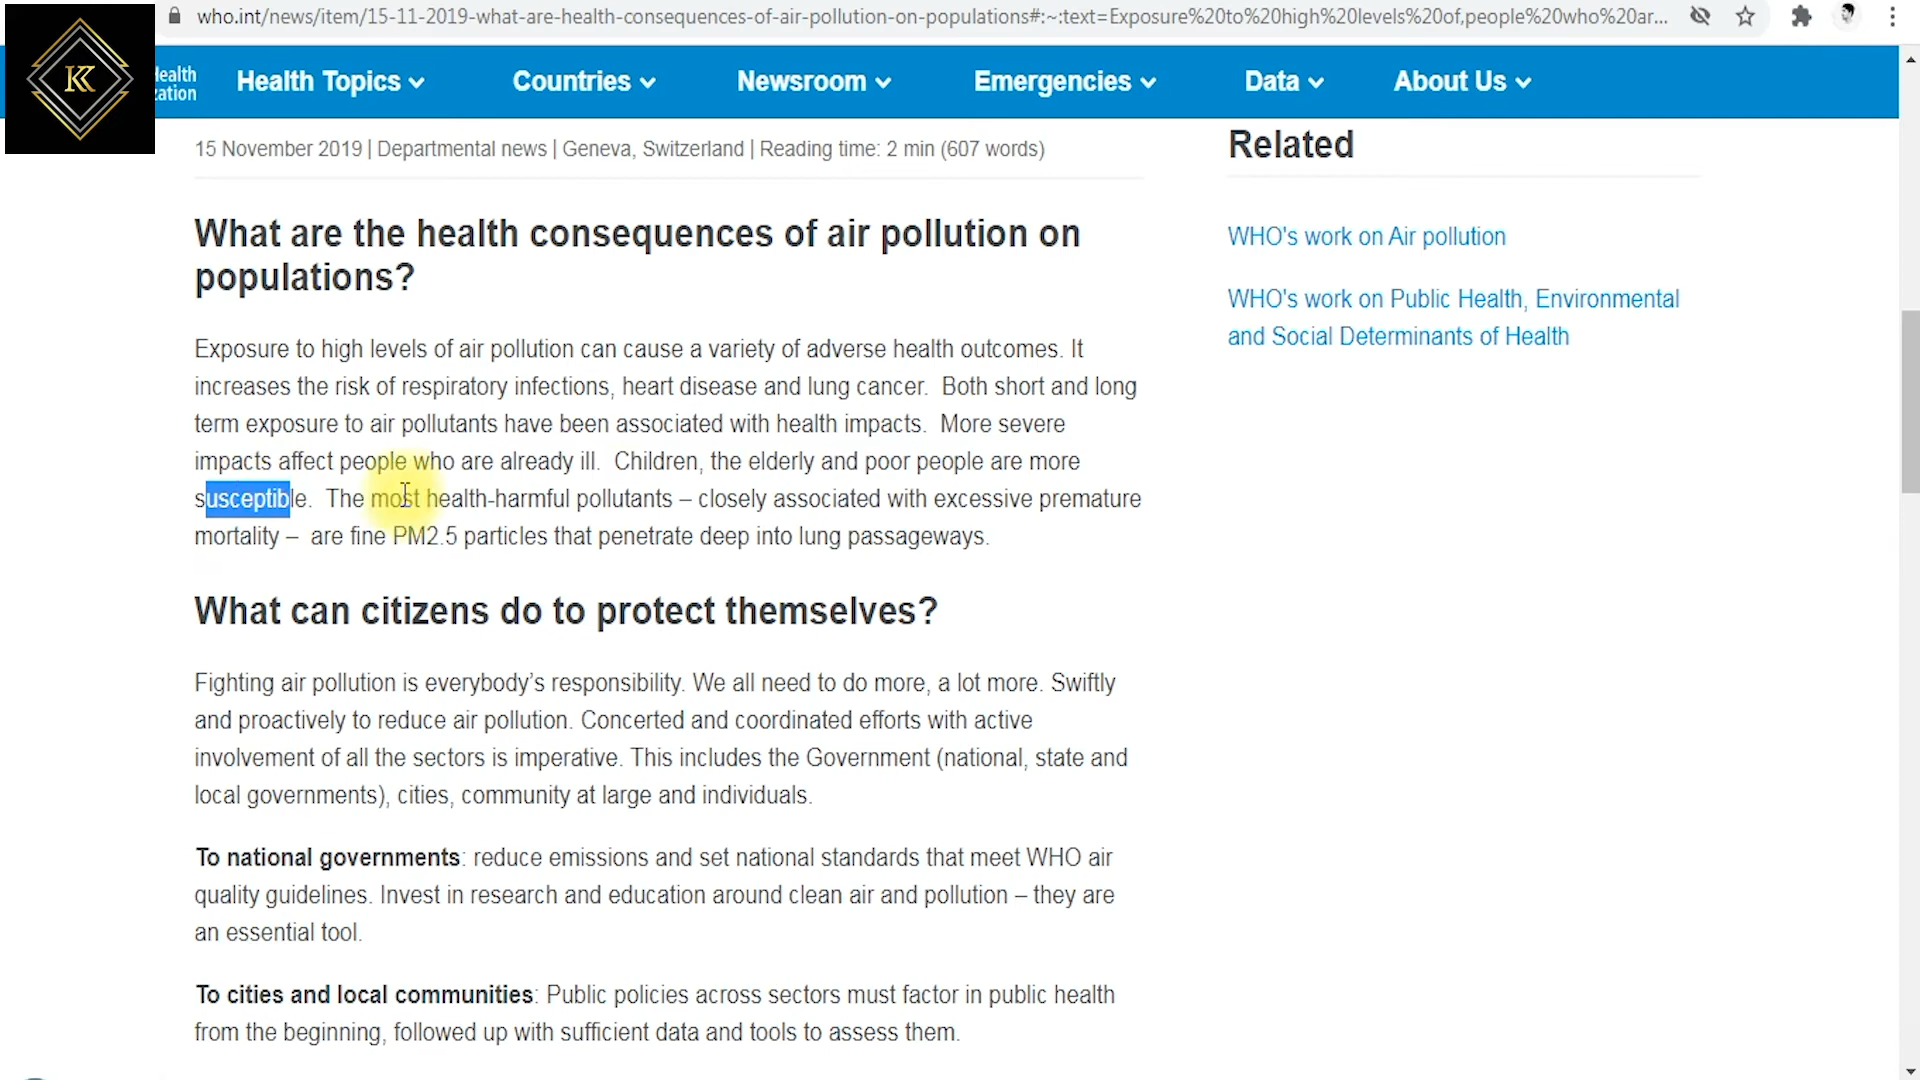 who.int/news/item/15-11-2019-what-are-health-consequences-of-air-pollution-on-populations#:~:text=Exposure%20to%20high%20levels%20of,people%20who%20ar...
KK
Health
zation
Health Topics
Countries
Newsroom
Emergencies
Data
About Us
15 November 2019 | Departmental news | Geneva, Switzerland | Reading time: 2 min (607 words)
What are the health consequences of air pollution on
populations?
Exposure to high levels of air pollution can cause a variety of adverse health outcomes. It
increases the risk of respiratory infections, heart disease and lung cancer. Both short and long
term exposure to air pollutants have been associated with health impacts. More severe
impacts affect people who are already ill. Children, the elderly and poor people are more
susceptible. The most health-harmful pollutants – closely associated with excessive premature
mortality – are fine PM2.5 particles that penetrate deep into lung passageways.
What can citizens do to protect themselves?
Fighting air pollution is everybody's responsibility. We all need to do more, a lot more. Swiftly
and proactively to reduce air pollution. Concerted and coordinated efforts with active
involvement of all the sectors is imperative. This includes the Government (national, state and
local governments), cities, community at large and individuals.
To national governments: reduce emissions and set national standards that meet WHO air
quality guidelines. Invest in research and education around clean air and pollution – they are
an essential tool.
To cities and local communities: Public policies across sectors must factor in public health
from the beginning, followed up with sufficient data and tools to assess them.
Related
WHO's work on Air pollution
WHO's work on Public Health, Environmental
and Social Determinants of Health